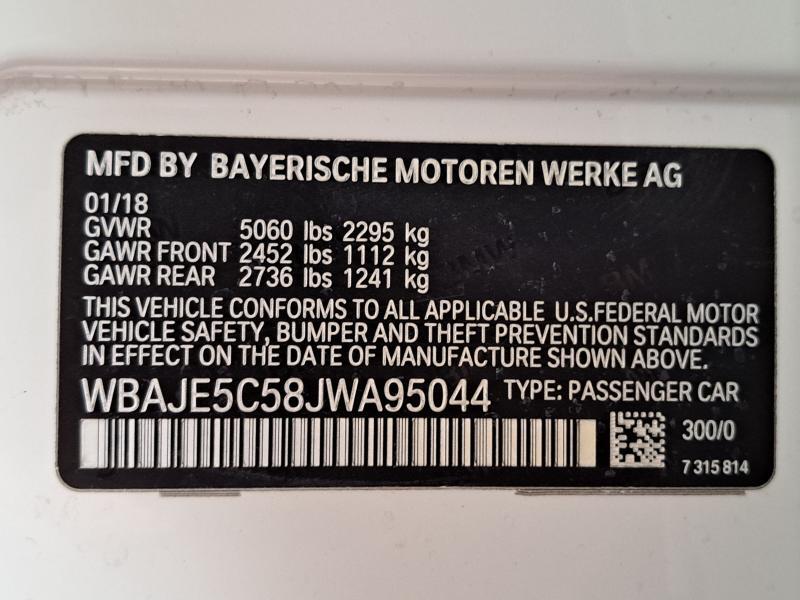 MFD BY BAYERISCHE MOTOREN WERKE AG
01/18
GVWR 5060 lbs 2295 kg
GAWR FRONT 2452 lbs 1112 kg
GAWR REAR 2736 lbs 1241 kg
THIS VEHICLE CONFORMS TO ALL APPLICABLE U.S.FEDERAL MOTOR
VEHICLE SAFETY, BUMPER AND THEFT PREVENTION STANDARDS
IN EFFECT ON THE DATE OF MANUFACTURE SHOWN ABOVE.
WBAJE5C58JWA95044 TYPE: PASSENGER CAR
300/0
7 315 814